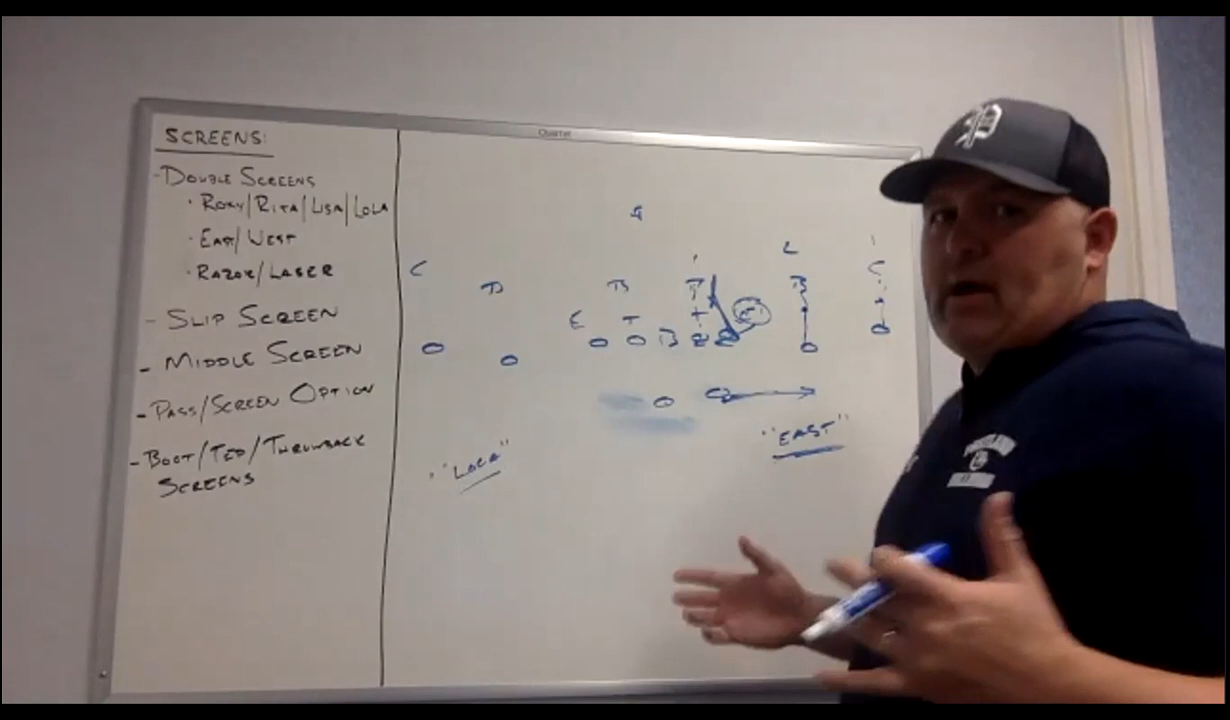 Quartet
SCREENS:
- DOUBLE SCREENS
· ROXY/RITA/LISA/LOLA
· EAST/WEST
· RAZOR/LASER
- SLIP SCREEN
- MIDDLE SCREEN
- PASS/SCREEN OPTION
- BOOT/TED/THROWBACK
SCREENS
C
B
B
C
E
T
B
"LOLA"
"EAST"
P